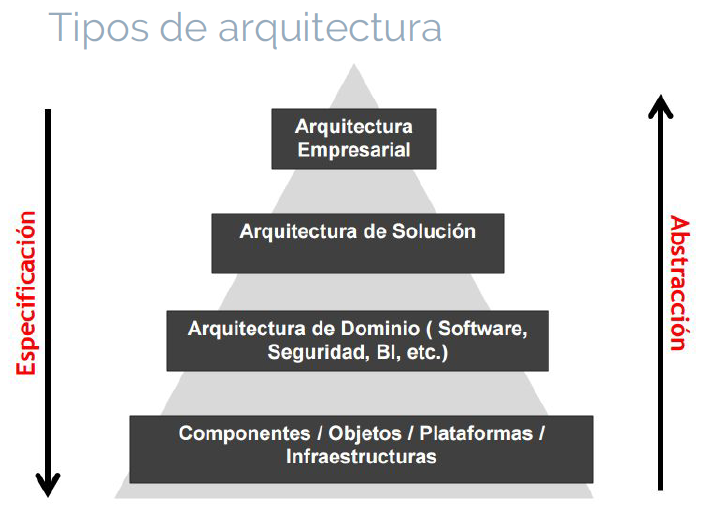 Tipos de arquitectura
Arquitectura
Empresarial
Arquitectura de Solución
Arquitectura de Dominio ( Software,
Seguridad, BI, etc.)
Componentes / Objetos / Plataformas /
Infraestructuras
Especificación
Abstracción